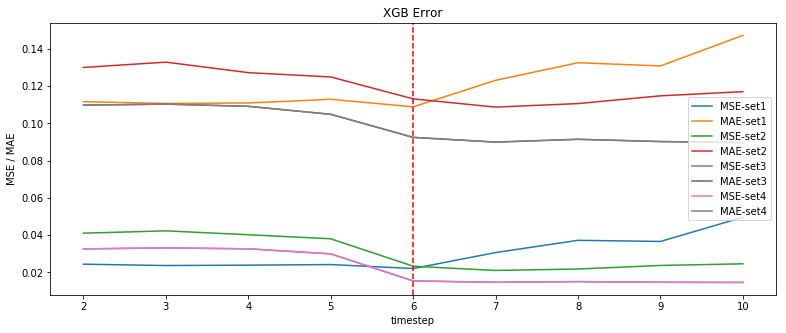 XGB Error
MSE / MAE
0.14
0.12
0.10
0.08
0.06
0.04
0.02
MSE-set1
MAE-set1
MSE-set2
MAE-set2
MSE-set3
MAE-set3
MSE-set4
MAE-set4
2 3 4 5 6 7 8 9 10
timestep